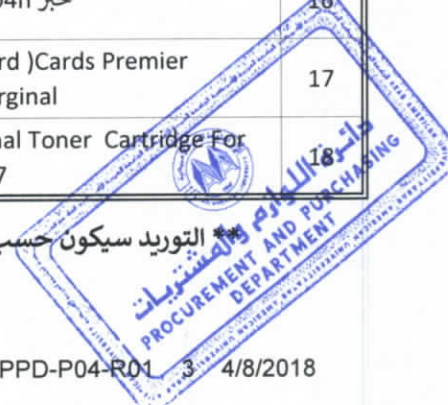 حبر
16
rd )Cards Premier
rginal
17
nal Toner Cartridge For
7
18
** التوريد سيكون حسب
دائرة اللوازم والمشتريات
PROCUREMENT AND PURCHASING
DEPARTMENT
PPD-P04-R01 3 4/8/2018